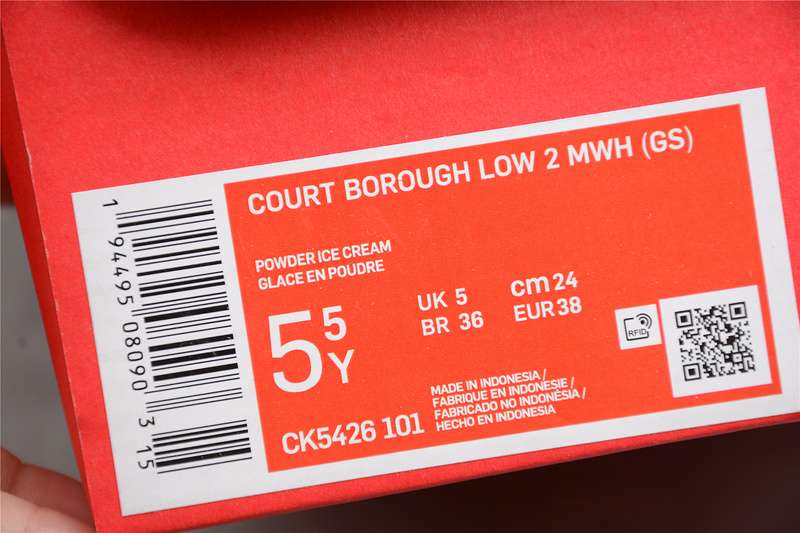 COURT BOROUGH LOW 2 MWH (GS)
POWDER ICE CREAM
GLACE EN POUDRE
5 5 Y
UK 5
BR 36
cm 24
EUR 38
RFID
CK5426 101
MADE IN INDONESIA /
FABRIQUE EN INDONESIE /
FABRICADO NO INDONÉSIA /
HECHO EN INDONESIA
1 94495 08090 3 15